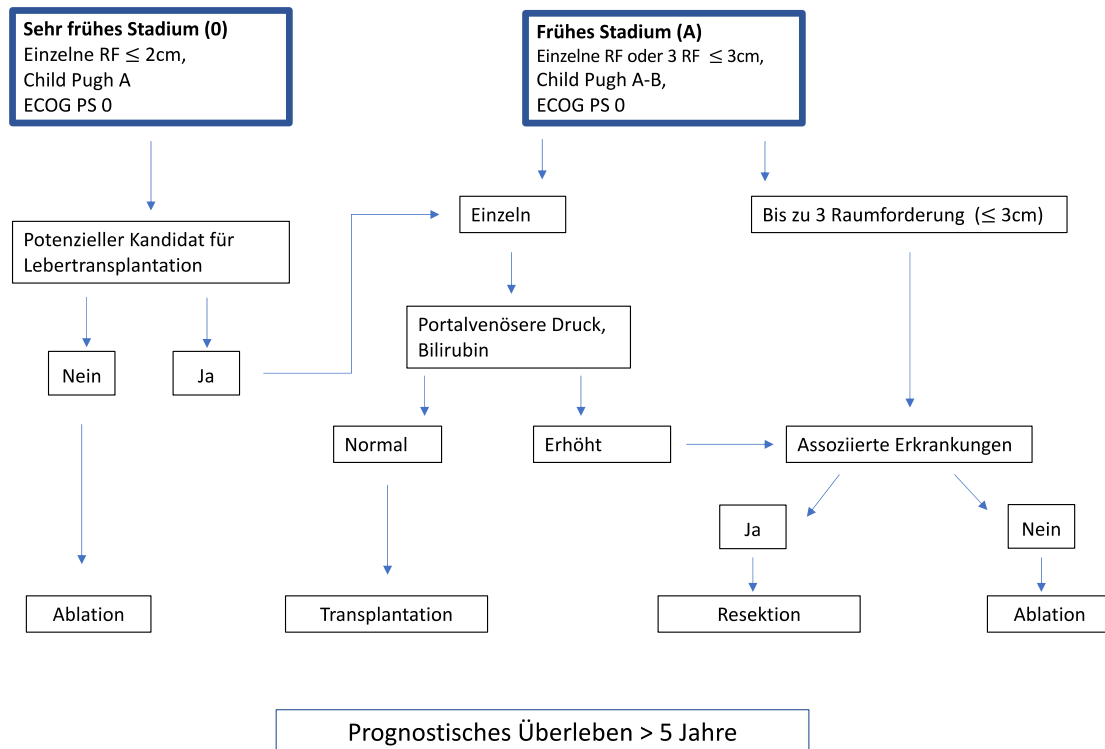 Sehr frühes Stadium (0)
Einzelne RF ≤ 2cm,
Child Pugh A
ECOG PS 0
Frühes Stadium (A)
Einzelne RF oder 3 RF ≤ 3cm,
Child Pugh A-B,
ECOG PS 0
Potenzieller Kandidat für
Lebertransplantation
Einzeln
Bis zu 3 Raumforderung (≤ 3cm)
Portalvenösere Druck,
Bilirubin
Nein
Ja
Normal
Erhöht
Assoziierte Erkrankungen
Ja
Nein
Ablation
Transplantation
Resektion
Ablation
Prognostisches Überleben > 5 Jahre